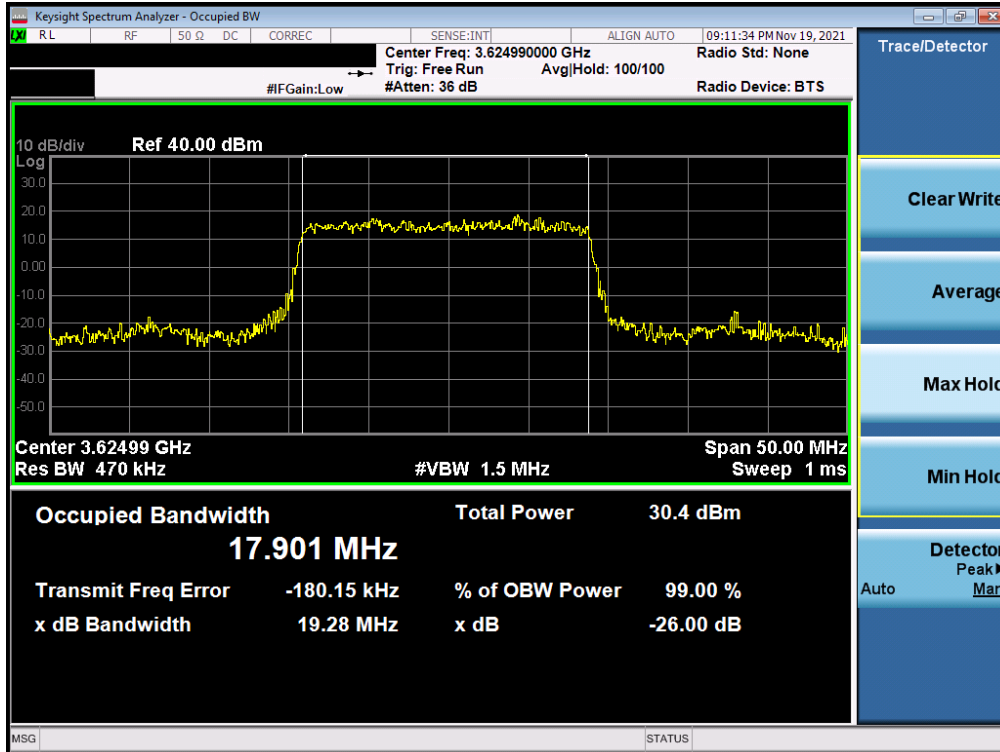 Keysight Spectrum Analyzer - Occupied BW
LXI RL RF 50 Ω DC CORREC SENSE:INT ALIGN AUTO 09:11:34 PM Nov 19, 2021
Center Freq: 3.624990000 GHz Radio Std: None
Trig: Free Run Avg|Hold: 100/100
#IFGain:Low #Atten: 36 dB Radio Device: BTS
Trace/Detector
10 dB/div Ref 40.00 dBm
Log
30.0
20.0
10.0
0.00
-10.0
-20.0
-30.0
-40.0
-50.0
Center 3.62499 GHz Span 50.00 MHz
Res BW 470 kHz #VBW 1.5 MHz Sweep 1 ms
Occupied Bandwidth Total Power 30.4 dBm
17.901 MHz
Transmit Freq Error -180.15 kHz % of OBW Power 99.00 %
x dB Bandwidth 19.28 MHz x dB -26.00 dB
Clear Write
Average
Max Hold
Min Hold
Detector
Peak
Auto Man
MSG STATUS